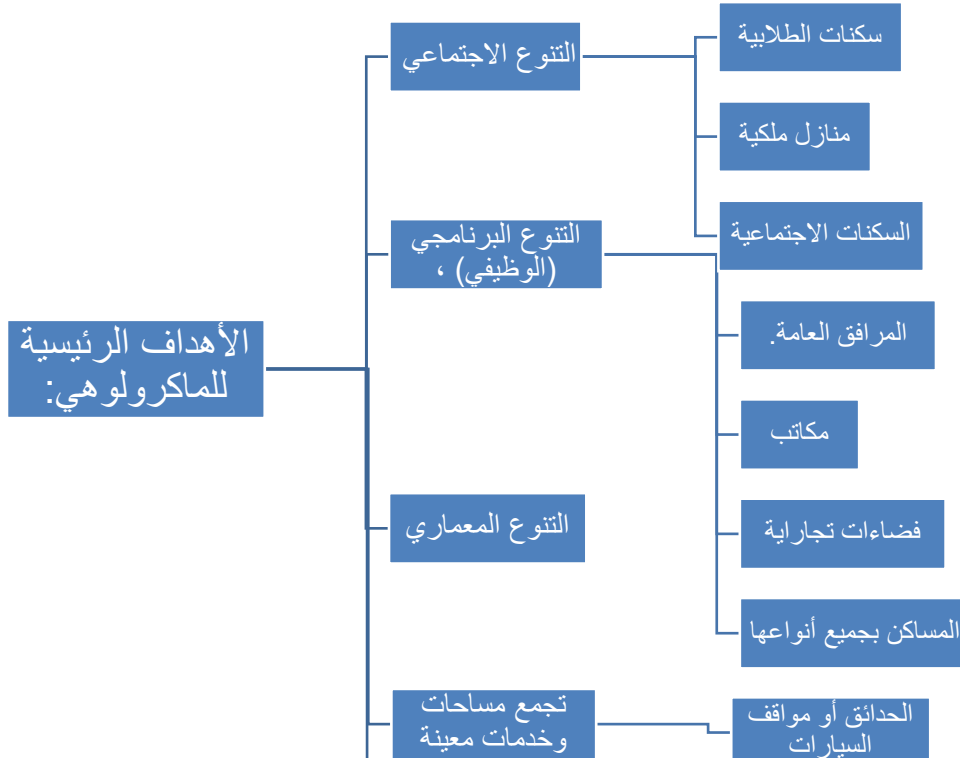 الأهداف الرئيسية
للماكرولوهي:
التنوع الاجتماعي
سكنات الطلابية
منازل ملكية
السكنات الاجتماعية
التنوع البرنامجي
(الوظيفي) ،
المرافق العامة.
مكاتب
فضاءات تجاراية
المساكن بجميع أنواعها
التنوع المعماري
تجمع مساحات
وخدمات معينة
الحدائق أو مواقف
السيارات